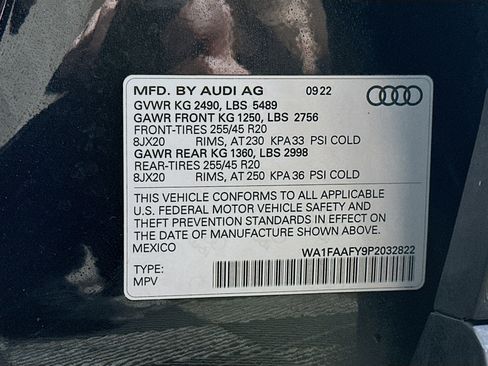 MFD. BY AUDI AG 09 22
GVWR KG 2490, LBS 5489
GAWR FRONT KG 1250, LBS 2756
FRONT-TIRES 255/45 R20
8JX20 RIMS, AT 230 KPA 33 PSI COLD
GAWR REAR KG 1360, LBS 2998
REAR-TIRES 255/45 R20
8JX20 RIMS, AT 250 KPA 36 PSI COLD
THIS VEHICLE CONFORMS TO ALL APPLICABLE
U.S. FEDERAL MOTOR VEHICLE SAFETY AND
THEFT PREVENTION STANDARDS IN EFFECT ON
THE DATE OF MANUFACTURE SHOWN ABOVE.
MEXICO WA1FAAFY9P2032822
TYPE:
MPV